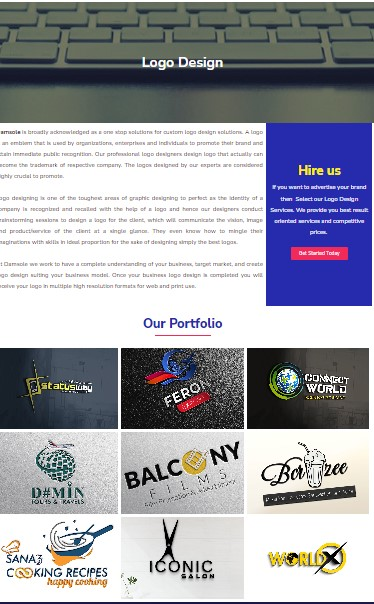 Logo Design
amsole is broadly acknowledged as a one stop solutions for custom logo design solutions. A logo
an emblem that is used by organizations, enterprises and individuals to promote their brand and
tain immediate public recognition. Our professional logo designers design logo that actually can
ecome the trademark of respective company. The logos designed by our experts are considered
ighly crucial to promote.
ogo designing is one of the toughest areas of graphic designing to perfect as the identity of a
ompany is recognized and recalled with the help of a logo and hence our designers conduct
rainstorming sessions to design a logo for the client, which will communicate the vision, image
nd product/service of the client at a single glance. They even know how to mingle their
maginations with skills in ideal proportion for the sake of designing simply the best logos.
t Damsole we work to have a complete understanding of your business, target market, and create
ogo design suiting your business model. Once your business logo design is completed you will
eceive your logo in multiple high resolution formats for web and print use.
Hire us
If you want to advertise your brand
then Select our Logo Design
Services. We provide you best result
oriented services and competitive
prices.
Get Started Today
Our Portfolio
statusway
FERO
CONNECT
WORLD
D#MIN
TOURS & TRAVELS
BALCONY
FILMS
Borzee
SANA'Z
COOKING RECIPES
happy cooking
ICONIC
SALON
WORLDX